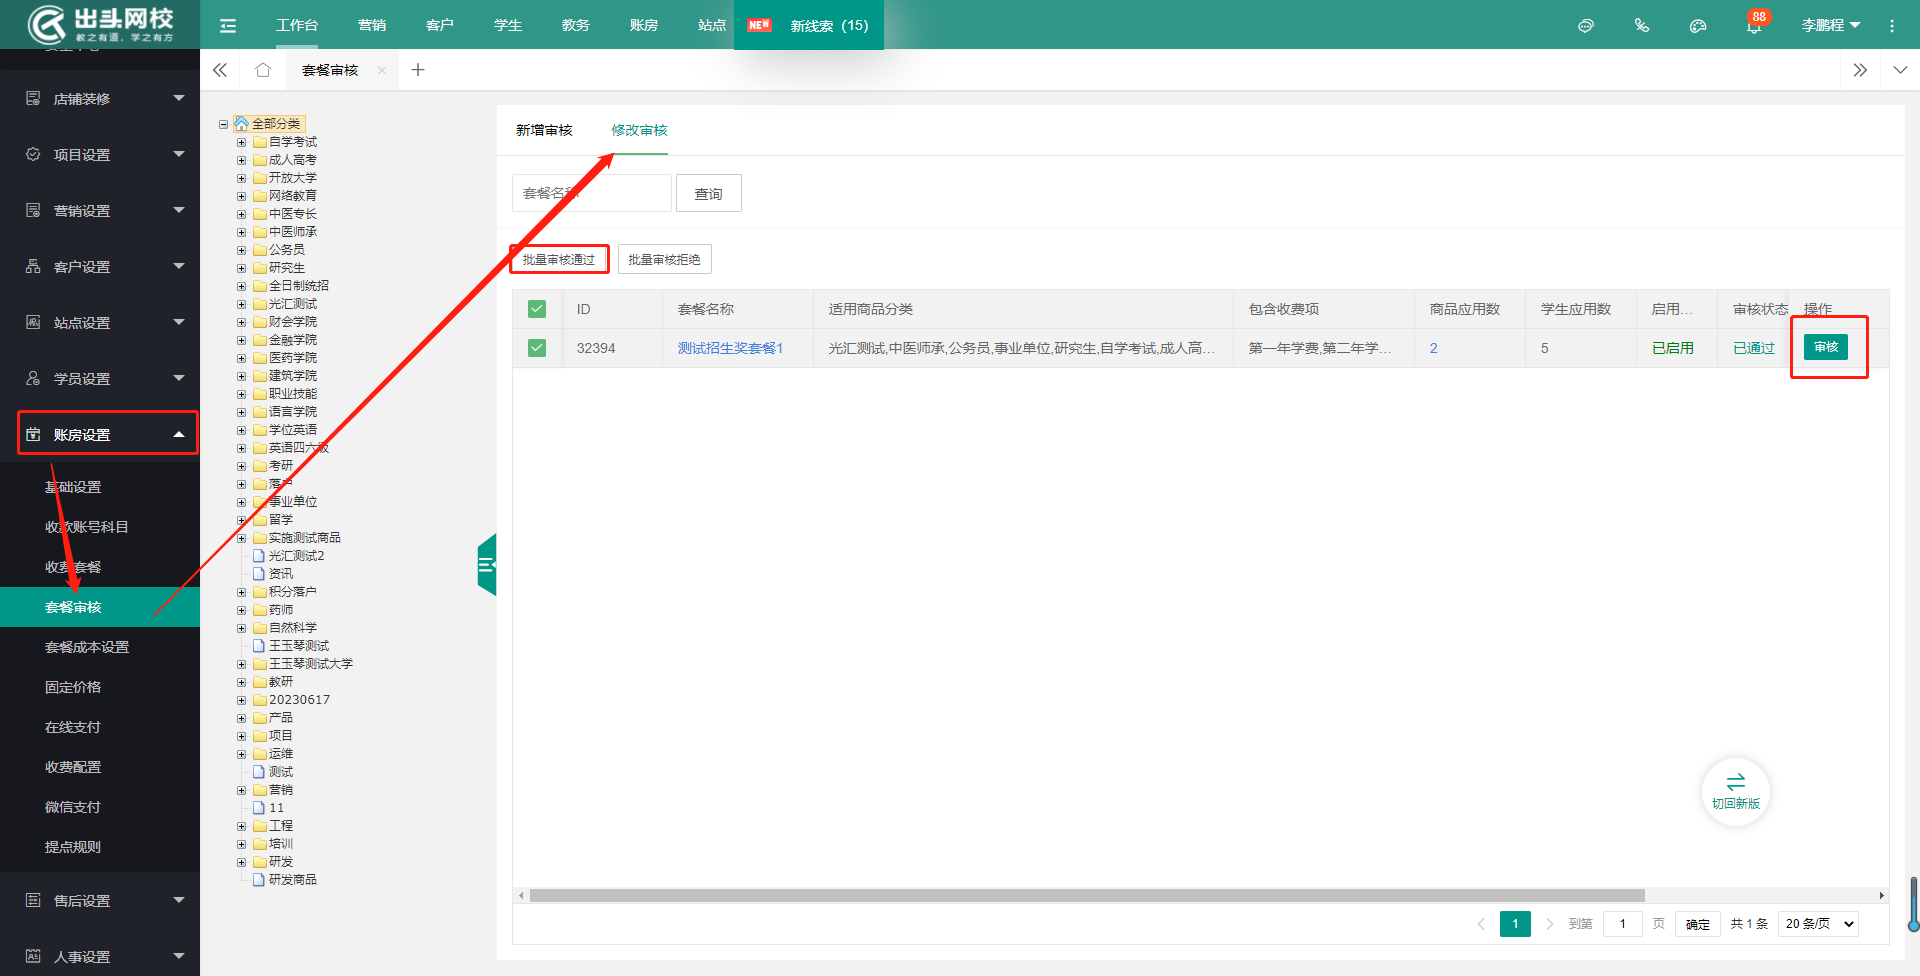 出头网校
教之有道，学之有方
工作台
营销
客户
学生
教务
账房
站点
NEW
新线索（15）
88
李鹏程
套餐审核
店铺装修
项目设置
营销设置
客户设置
站点设置
学员设置
账房设置
基础设置
收款账号科目
收费套餐
套餐审核
套餐成本设置
固定价格
在线支付
收费配置
微信支付
提点规则
售后设置
人事设置
全部分类
自学考试
成人高考
开放大学
网络教育
中医专长
中医师承
公务员
研究生
全日制统招
光汇测试
财会学院
金融学院
医药学院
建筑学院
职业技能
语言学院
学位英语
英语四六级
考研
落户
事业单位
留学
实施测试商品
光汇测试2
资讯
积分落户
药师
自然科学
王玉琴测试
王玉琴测试大学
教研
20230617
产品
项目
运维
测试
营销
11
工程
培训
研发
研发商品
新增审核
修改审核
套餐名称
查询
批量审核通过
批量审核拒绝
ID
套餐名称
适用商品分类
包含收费项
商品应用数
学生应用数
启用...
审核状态
操作
32394
测试招生奖套餐1
光汇测试,中医师承,公务员,事业单位,研究生,自学考试,成人高...
第一年学费,第二年学...
2
5
已启用
已通过
审核
切回新版
1
到第
1
页
确定
共 1 条
20 条/页